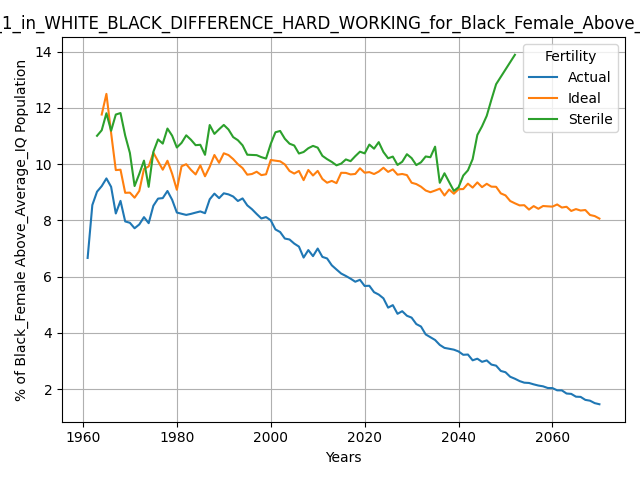 _1_in_WHITE_BLACK_DIFFERENCE_HARD_WORKING_for_Black_Female_Above_
% of Black_Female Above_Average_IQ Population
14
12
10
8
6
4
2
Fertility
Actual
Ideal
Sterile
1960 1980 2000 2020 2040 2060
Years